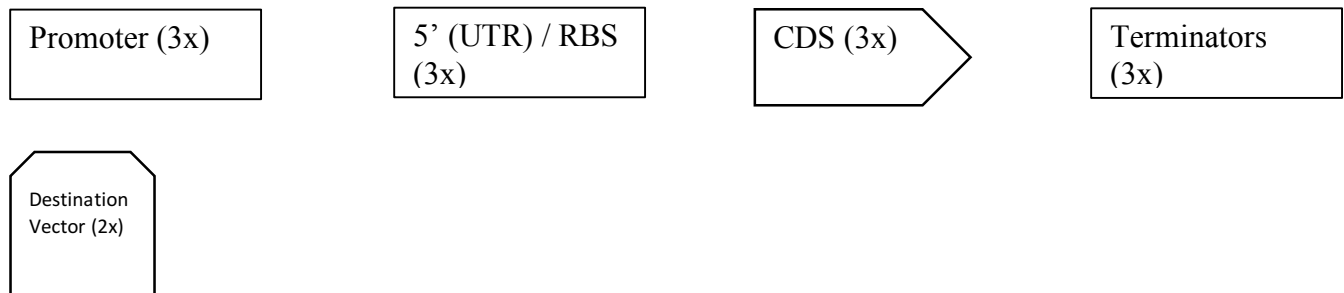 Promoter (3x)
5’ (UTR) / RBS
(3x)
CDS (3x)
Terminators
(3x)
Destination
Vector (2x)